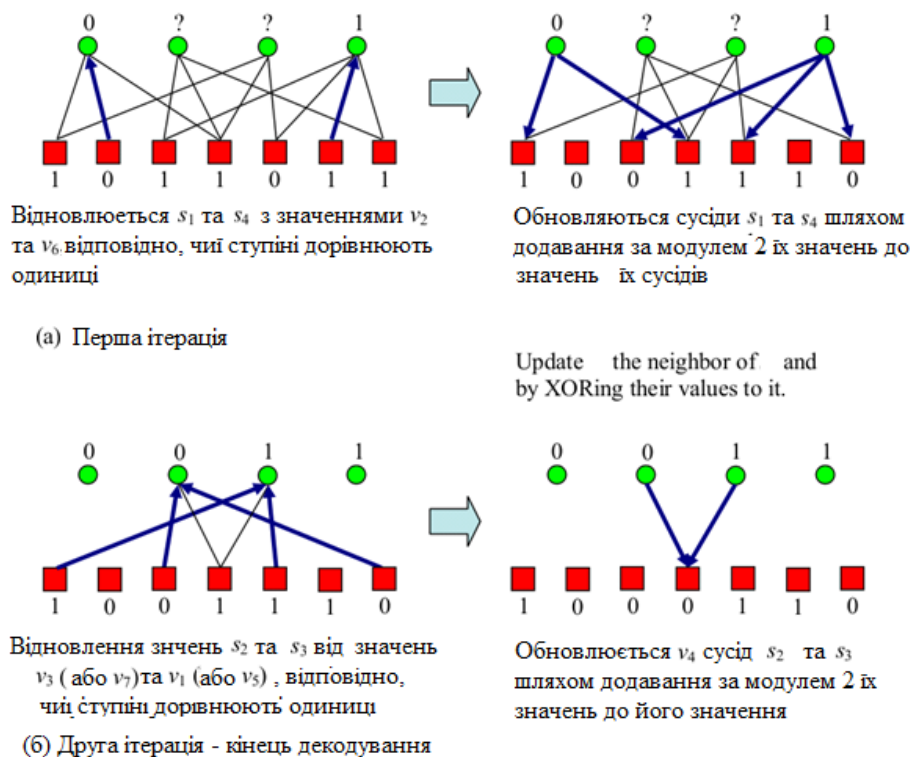 0 ? ? 1
1 0 1 1 0 1 1
Відновлюється s₁ та s₄ з значеннями v₂
та v₆ відповідно, чиї ступіні дорівнюють
одиниці
0 ? ? 1
1 0 0 1 1 1 0
Обновляються сусіди s₁ та s₄ шляхом
додавання за модулем 2 їх значень до
значень їх сусідів
(а) Перша ітерація
Update the neighbor of and
by XORing their values to it.
0 0 1 1
1 0 0 1 1 1 0
Відновлення знчень s₂ та s₃ від значень
v₃ ( або v₇) та v₁ (або v₅) , відповідно,
чиї ступіні дорівнюють одиниці
0 0 1 1
1 0 0 0 1 1 0
Обновлюється v₄ сусід s₂ та s₃
шляхом додавання за модулем 2 їх
значень до його значення
(б) Друга ітерація - кінець декодування